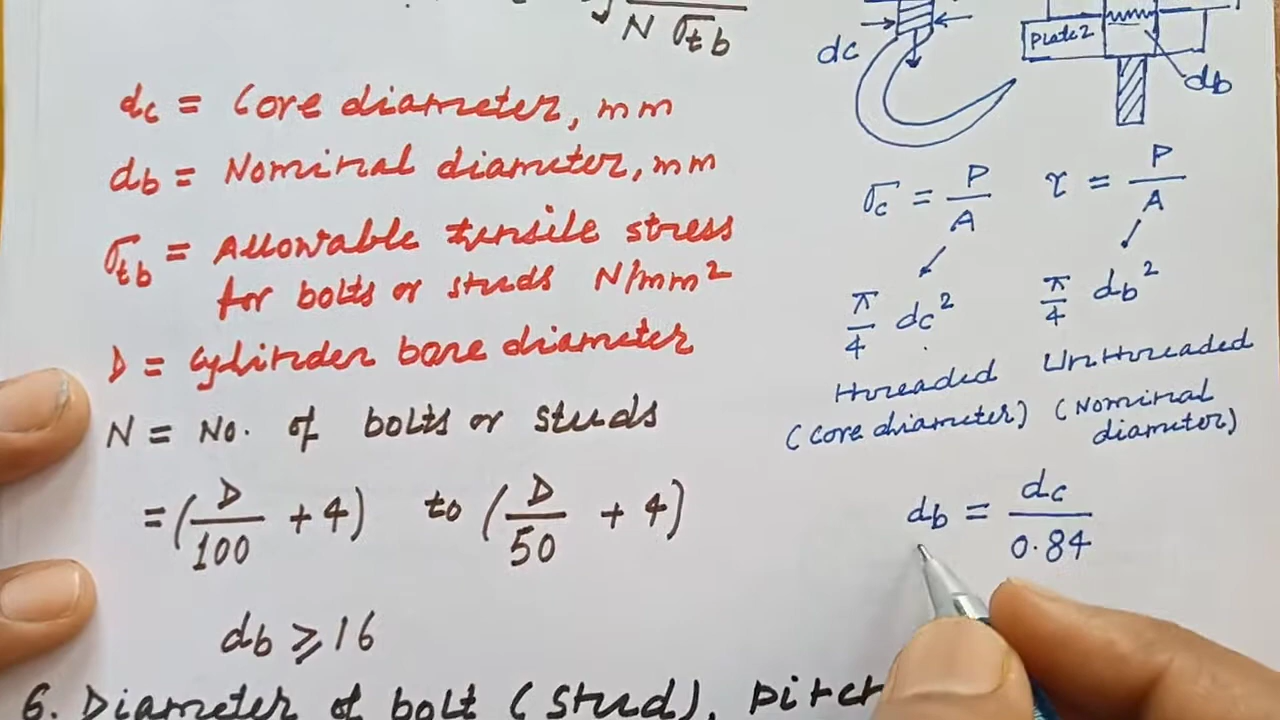 N σtb
dc
Plate2
db
dc = Core diameter, mm
db = Nominal diameter, mm
σtb = Allowable tensile stress
for bolts or studs N/mm²
D = Cylinder bore diameter
N = No. of bolts or studs
= (D/100 + 4) to (D/50 + 4)
db ≥ 16
6. Diameter of bolt (stud), pitch
σc = P/A
τ = P/A
π/4 dc²
π/4 db²
threaded
(core diameter)
Unthreaded
(Nominal
diameter)
db = dc/0.84